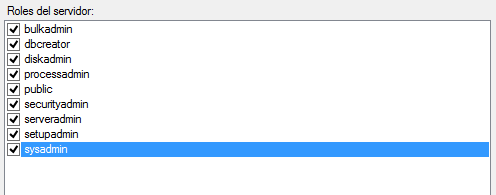 Roles del servidor:
bulkadmin
dbcreator
diskadmin
processadmin
public
securityadmin
serveradmin
setupadmin
sysadmin